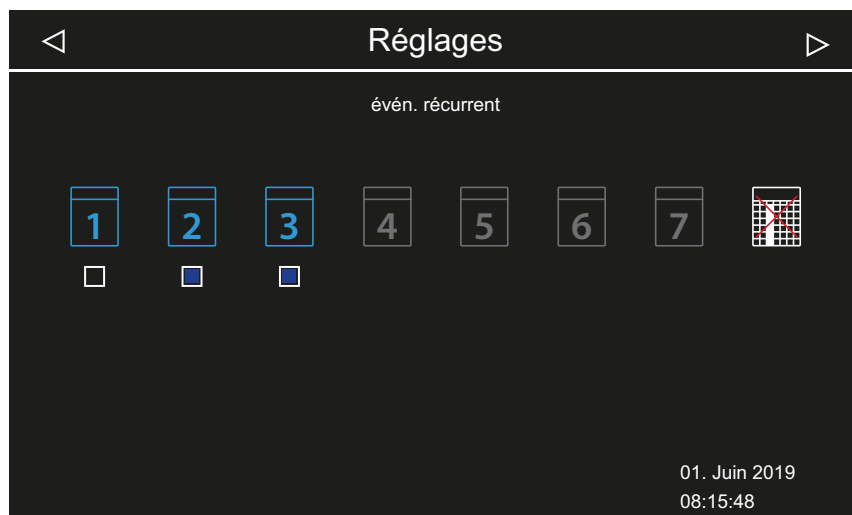 Réglages
évén. récurrent
1 2 3 4 5 6 7
01. Juin 2019
08:15:48